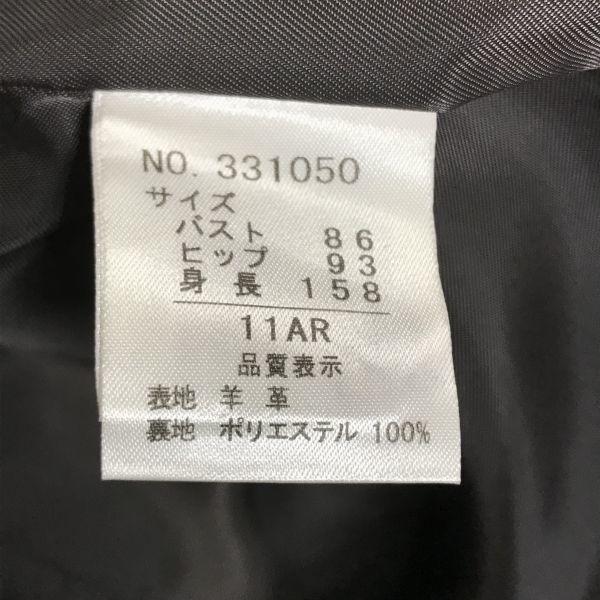 NO. 331050
サイズ
バスト 86
ヒップ 93
身長 158
11AR
品質表示
表地 羊革
裏地 ポリエステル 100%